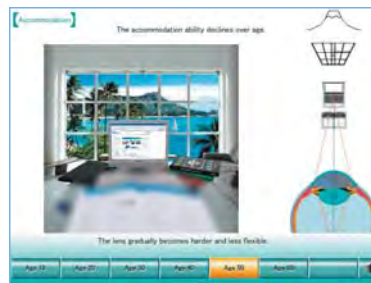 Accommodation
The accommodation ability declines over age.
The lens gradually becomes harder and less flexible.
Age 10
Age 20
Age 30
Age 40
Age 50
Age 60